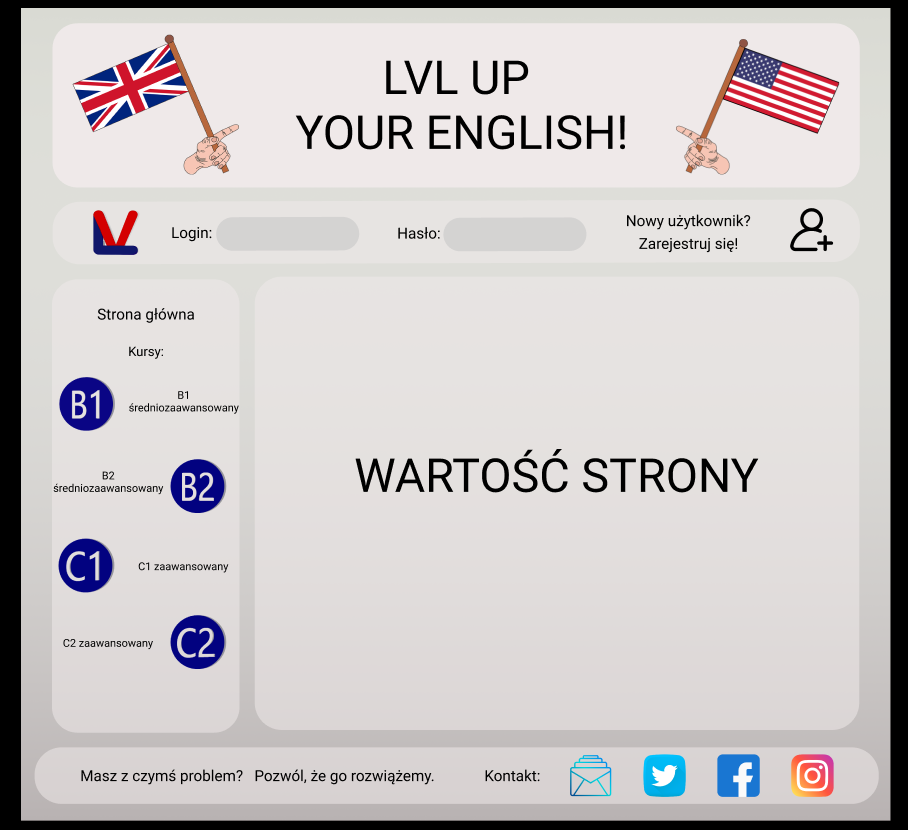 LVL UP
YOUR ENGLISH!
LV
Login:
Hasło:
Nowy użytkownik?
Zarejestruj się!
Strona główna
Kursy:
B1
B1
średniozaawansowany
B2
średniozaawansowany
B2
C1
C1 zaawansowany
C2 zaawansowany
C2
WARTOŚĆ STRONY
Masz z czymś problem? Pozwól, że go rozwiążemy.
Kontakt: